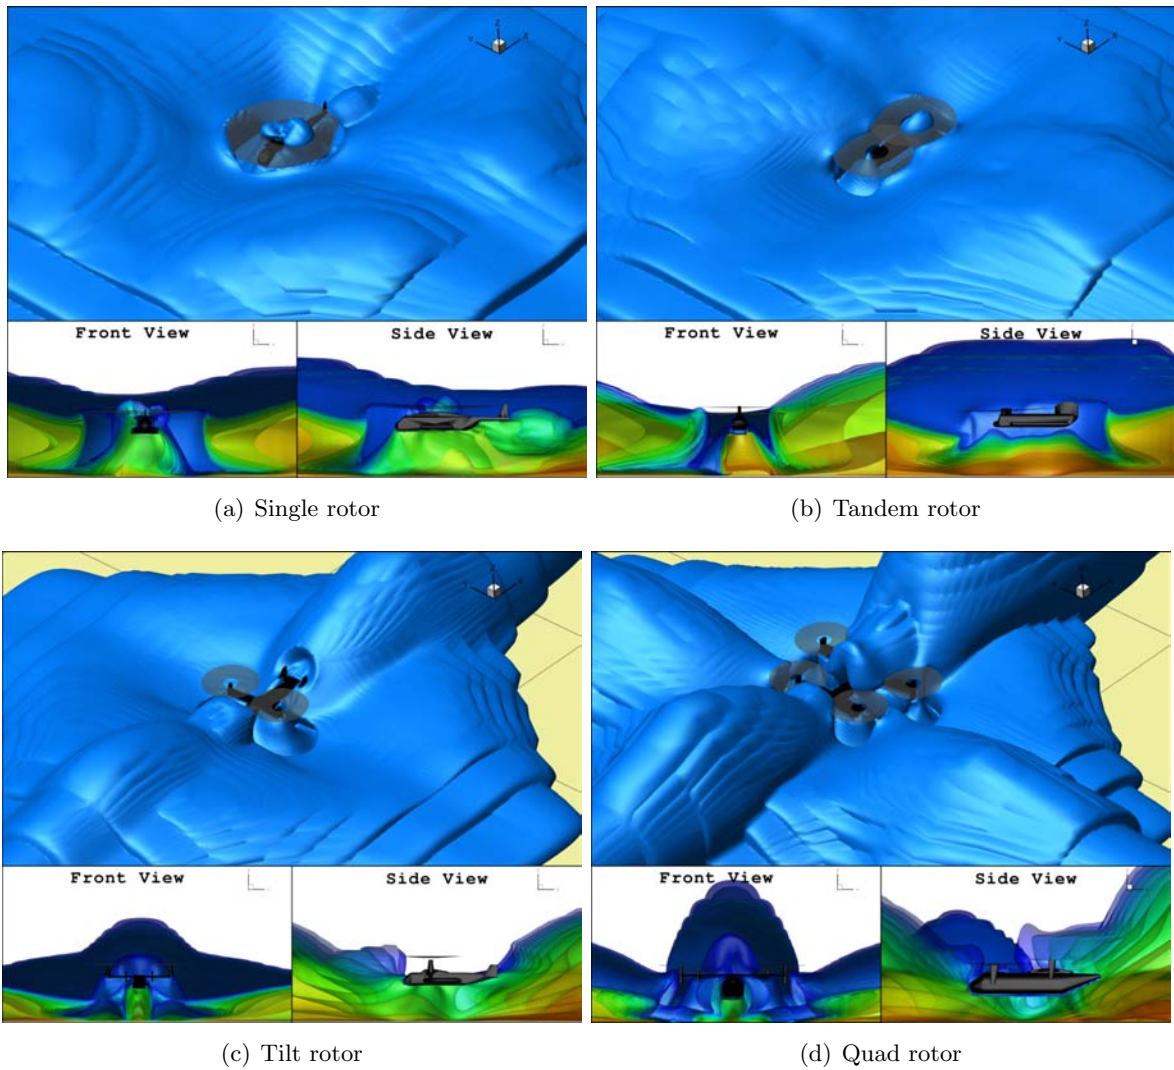 Z
Y
X
Z
Y
X
Front View
Side View
Front View
Side View
(a) Single rotor
(b) Tandem rotor
Front View
Side View
Front View
Side View
(c) Tilt rotor
(d) Quad rotor